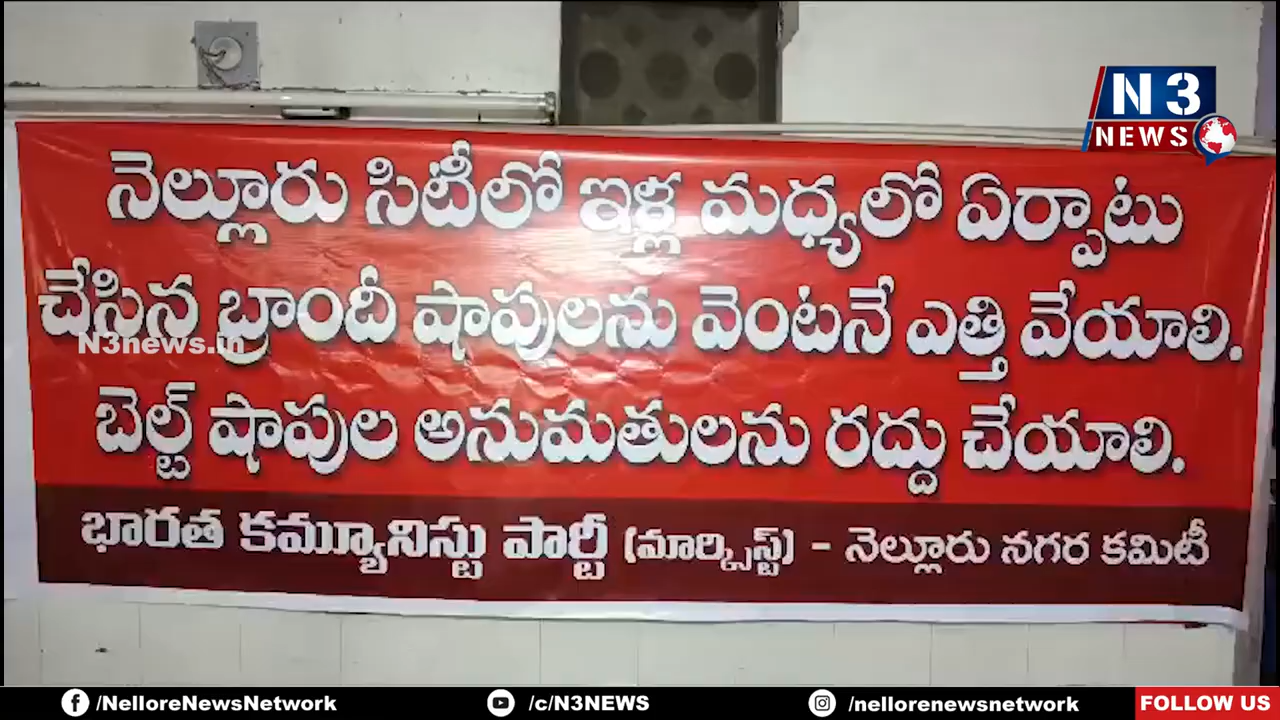 N3
NEWS
నెల్లూరు సిటీలో ఇళ్ల మధ్యలో ఏర్పాటు
చేసిన బ్రాందీ షాపులను వెంటనే ఎత్తి వేయాలి.
N3news.in
బెల్ట్ షాపుల అనుమతులను రద్దు చేయాలి.
భారత కమ్యూనిస్టు పార్టీ (మార్క్సిస్ట్) - నెల్లూరు నగర కమిటీ
/NelloreNewsNetwork /c/N3NEWS /nellorenewsnetwork FOLLOW US